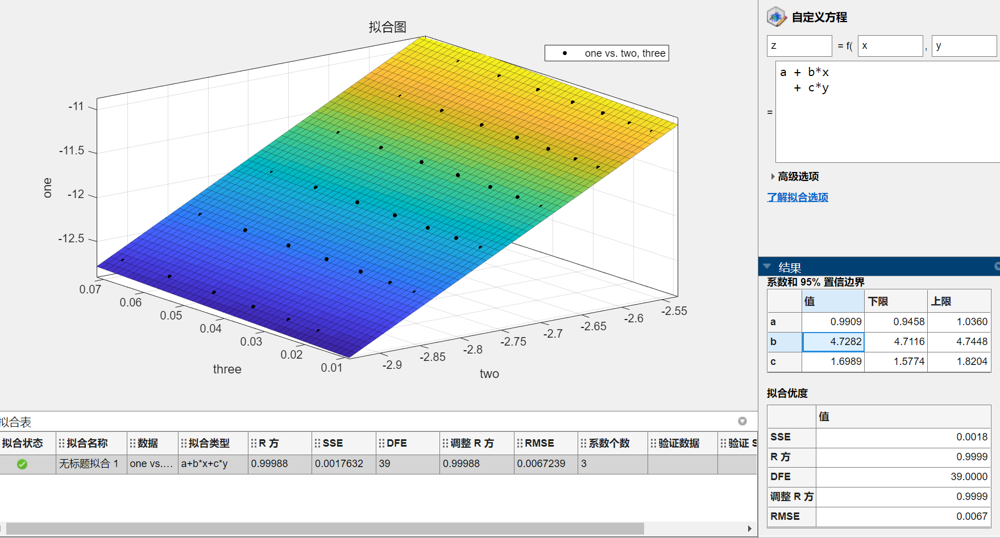 拟合图
one vs. two, three
-11
-11.5
-12
-12.5
one
0.07
0.06
0.05
0.04
0.03
0.02
0.01
three
-2.9
-2.85
-2.8
-2.75
-2.7
-2.65
-2.6
-2.55
two
自定义方程
z = f( x , y
= a + b*x
+ c*y
高级选项
了解拟合选项
结果
系数和 95% 置信边界
值 下限 上限
a 0.9909 0.9458 1.0360
b 4.7282 4.7116 4.7448
c 1.6989 1.5774 1.8204
拟合优度
值
SSE 0.0018
R 方 0.9999
DFE 39.0000
调整 R 方 0.9999
RMSE 0.0067
拟合表
拟合状态 拟合名称 数据 拟合类型 R 方 SSE DFE 调整 R 方 RMSE 系数个数 验证数据 验证 S
无标题拟合 1 one vs.... a+b*x+c*y 0.99988 0.0017632 39 0.99988 0.0067239 3